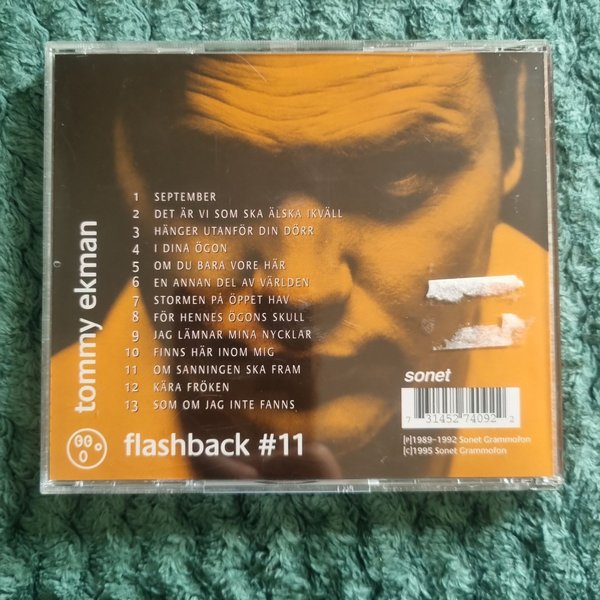 1 SEPTEMBER
2 DET ÄR VI SOM SKA ÄLSKA IKVÄLL
3 HÄNGER UTANFÖR DIN DÖRR
4 I DINA ÖGON
5 OM DU BARA VORE HÄR
6 EN ANNAN DEL AV VÄRLDEN
7 STORMEN PÅ ÖPPET HAV
8 FÖR HENNES ÖGONS SKULL
9 JAG LÄMNAR MINA NYCKLAR
10 FINNS HÄR INOM MIG
11 OM SANNINGEN SKA FRAM
12 KÄRA FRÖKEN
13 SOM OM JAG INTE FANNS
tommy ekman
flashback #11
sonet
7 31452 74092 2
[P]1989–1992 Sonet Grammofon
[C]1995 Sonet Grammofon